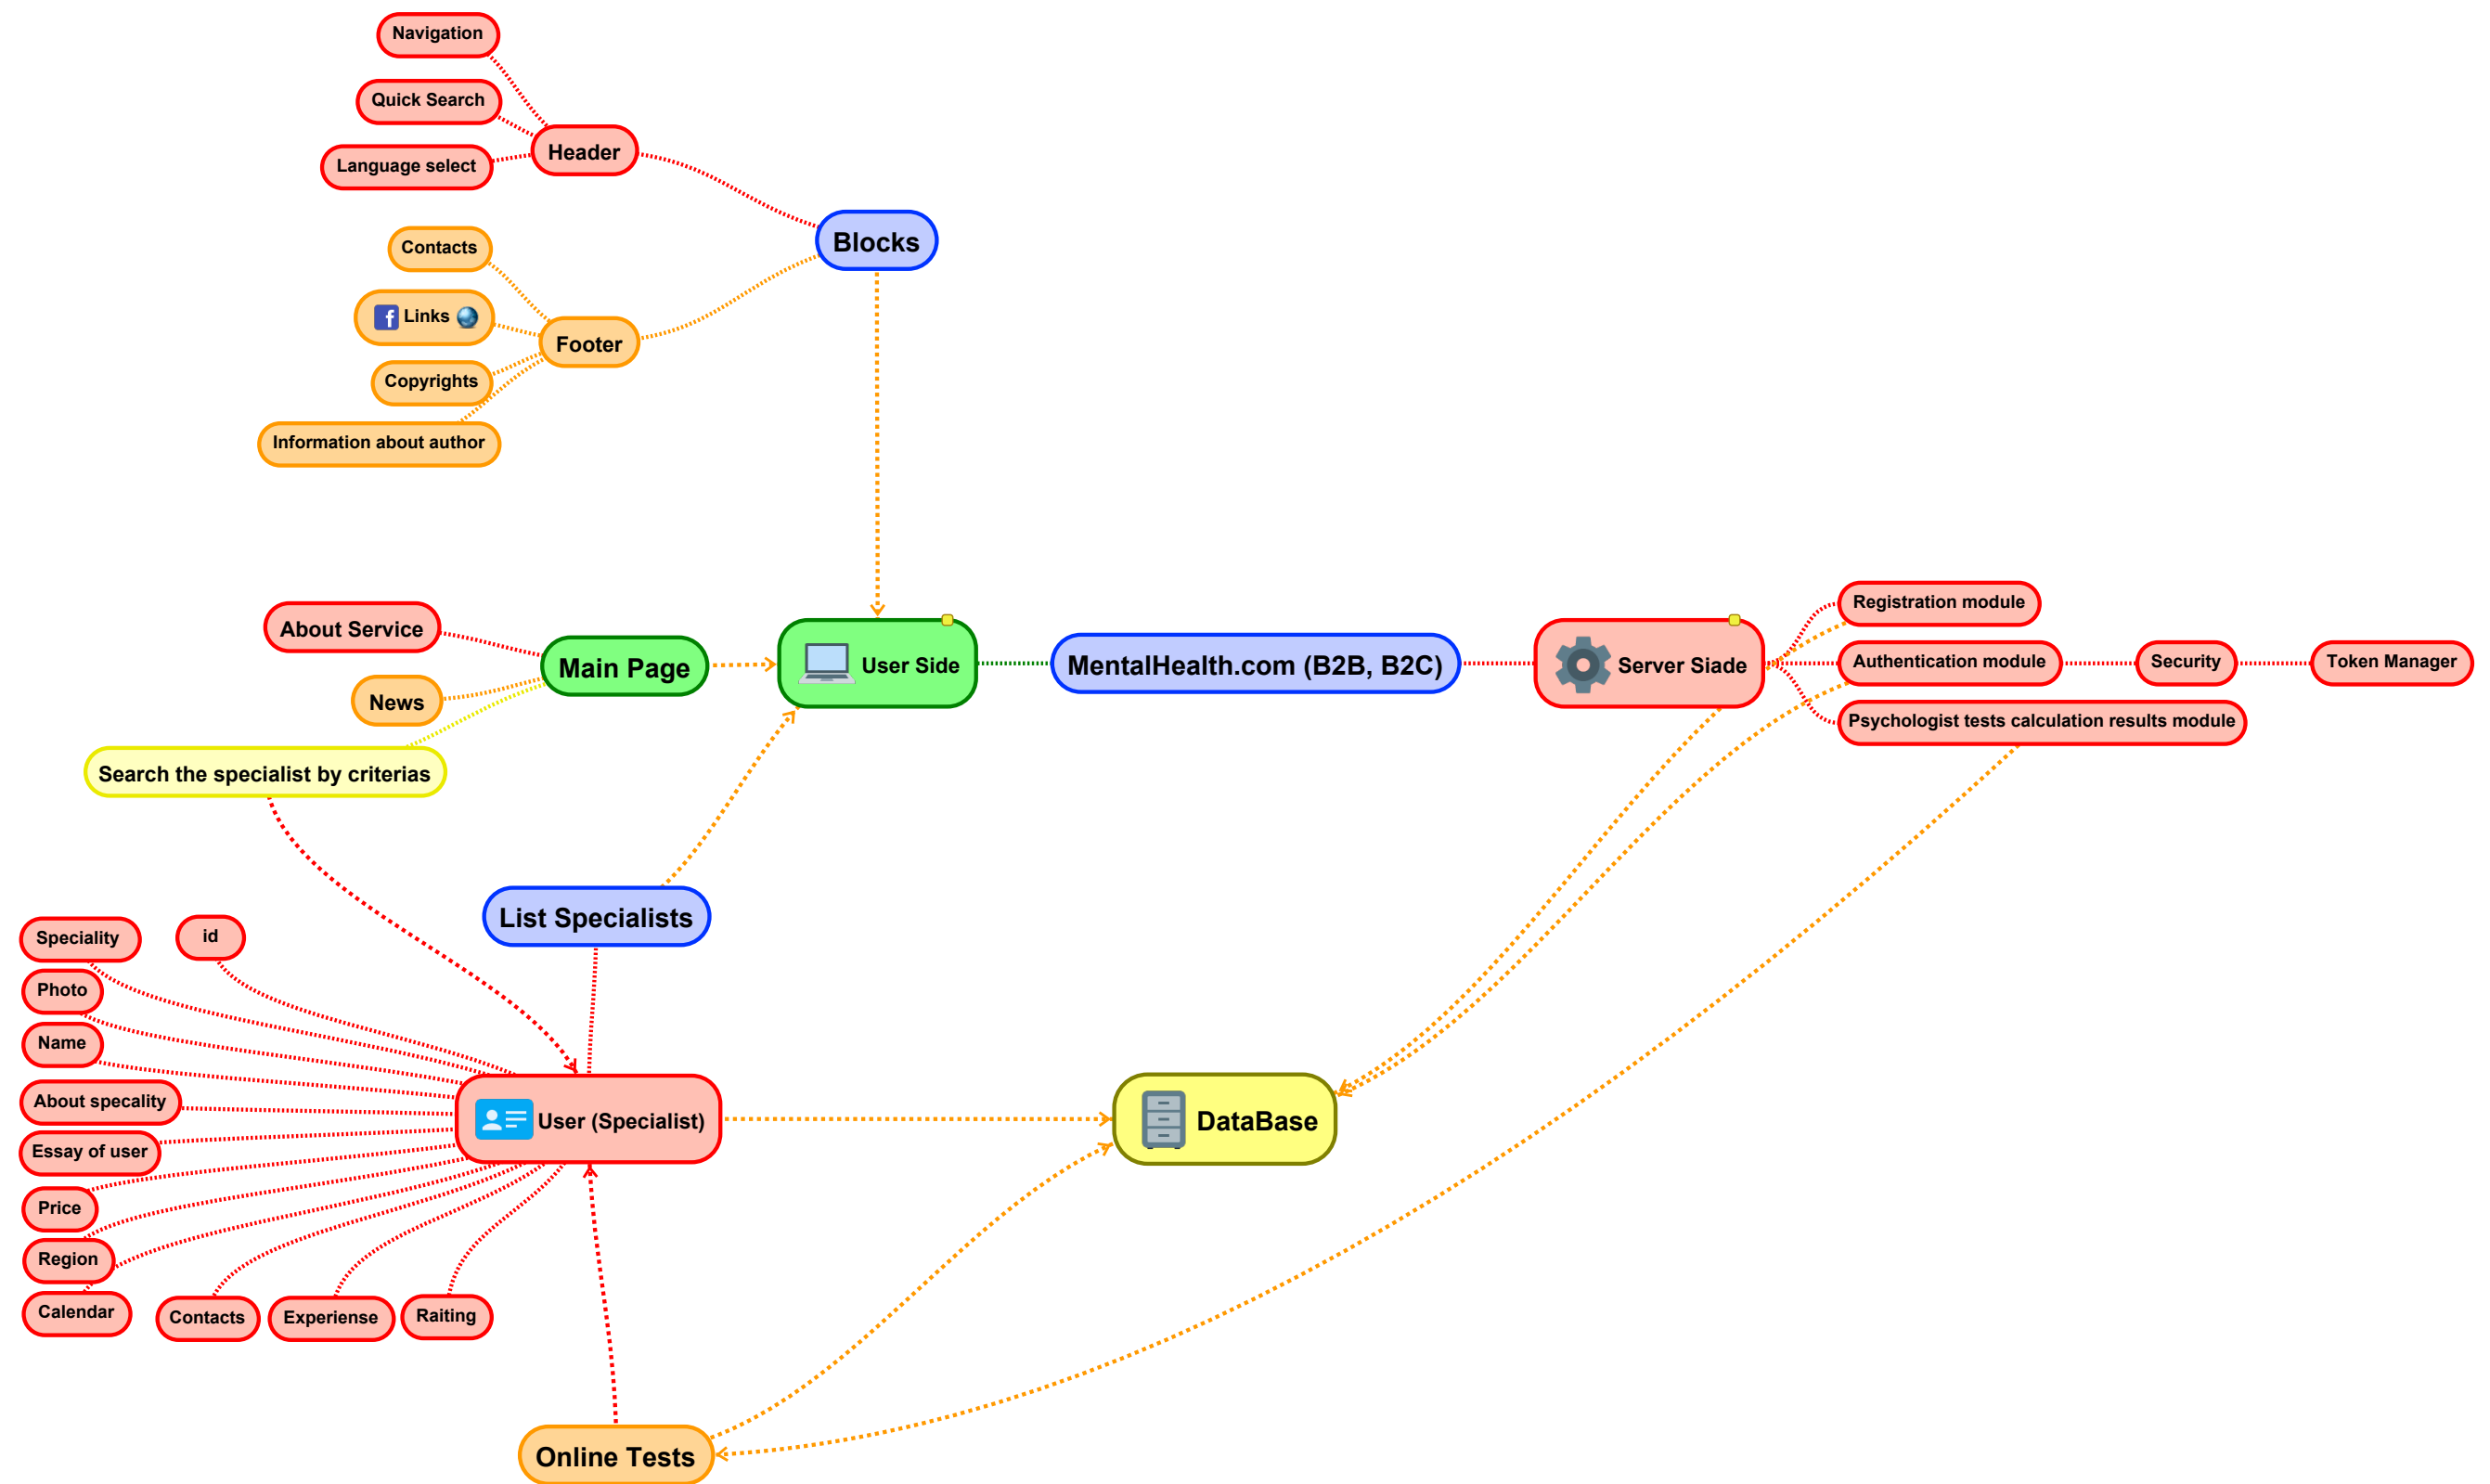 Navigation
Quick Search
Language select
Header
Blocks
Contacts
Links
Copyrights
Information about author
Footer
About Service
News
Search the specialist by criterias
Main Page
User Side
MentalHealth.com (B2B, B2C)
Server Siade
Registration module
Authentication module
Security
Token Manager
Psychologist tests calculation results module
List Specialists
Speciality
id
Photo
Name
About specality
Essay of user
Price
Region
Calendar
Contacts
Experiense
Raiting
User (Specialist)
DataBase
Online Tests